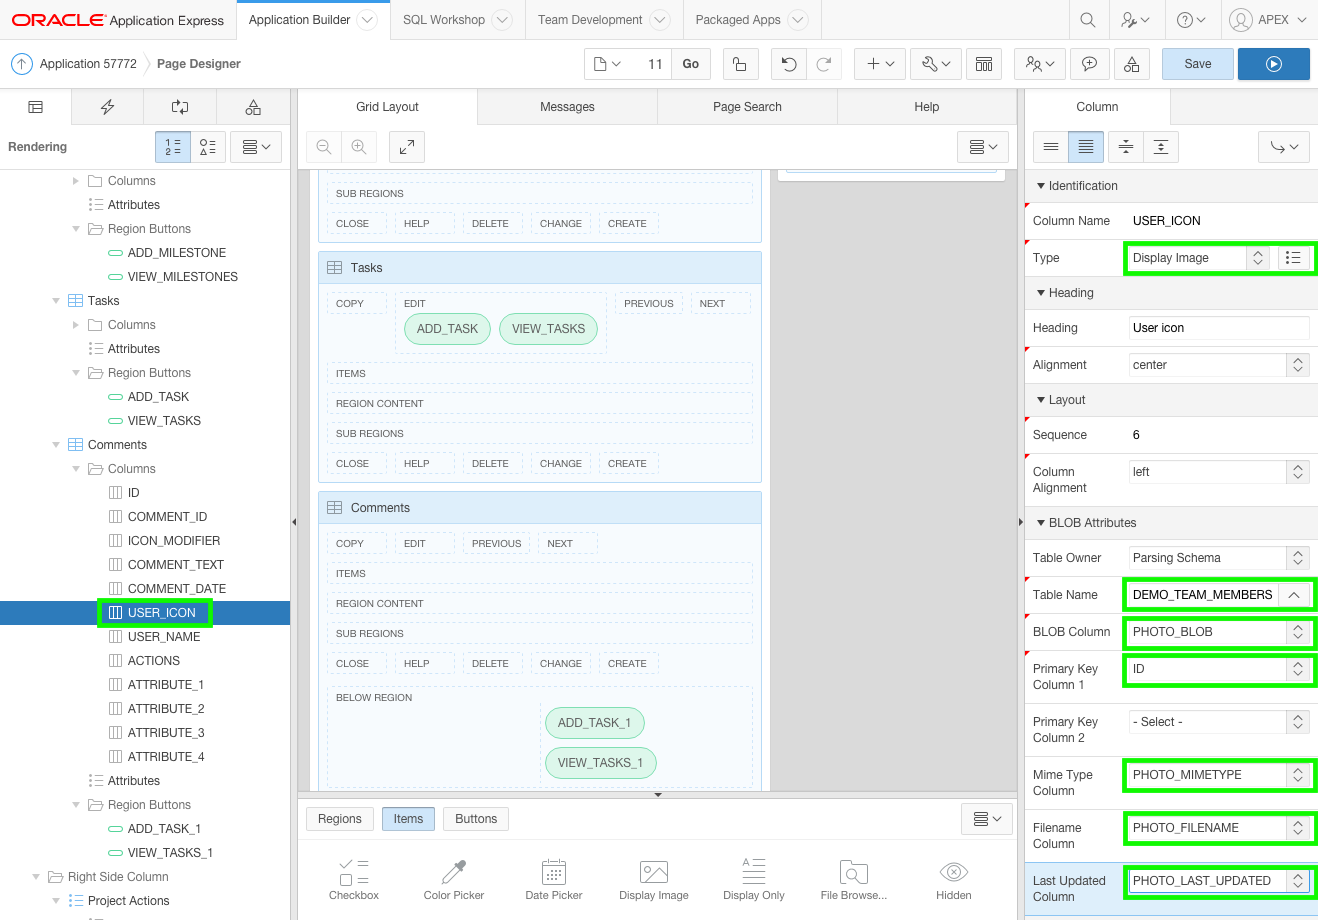 ORACLE Application Express
Application Builder
SQL Workshop
Team Development
Packaged Apps
APEX
Application 57772
Page Designer
11
Go
Save
Rendering
Columns
Attributes
Region Buttons
ADD_MILESTONE
VIEW_MILESTONES
Tasks
Columns
Attributes
Region Buttons
ADD_TASK
VIEW_TASKS
Comments
Columns
ID
COMMENT_ID
ICON_MODIFIER
COMMENT_TEXT
COMMENT_DATE
USER_ICON
USER_NAME
ACTIONS
ATTRIBUTE_1
ATTRIBUTE_2
ATTRIBUTE_3
ATTRIBUTE_4
Attributes
Region Buttons
ADD_TASK_1
VIEW_TASKS_1
Right Side Column
Project Actions
Grid Layout
Messages
Page Search
Help
SUB REGIONS
CLOSE HELP DELETE CHANGE CREATE
Tasks
COPY EDIT PREVIOUS NEXT
ADD_TASK VIEW_TASKS
ITEMS
REGION CONTENT
SUB REGIONS
CLOSE HELP DELETE CHANGE CREATE
Comments
COPY EDIT PREVIOUS NEXT
ITEMS
REGION CONTENT
SUB REGIONS
CLOSE HELP DELETE CHANGE CREATE
BELOW REGION
ADD_TASK_1
VIEW_TASKS_1
Regions Items Buttons
Checkbox
Color Picker
Date Picker
Display Image
Display Only
File Browse...
Hidden
Column
Identification
Column Name USER_ICON
Type Display Image
Heading
Heading User icon
Alignment center
Layout
Sequence 6
Column
Alignment
left
BLOB Attributes
Table Owner Parsing Schema
Table Name DEMO_TEAM_MEMBERS
BLOB Column PHOTO_BLOB
Primary Key
Column 1
ID
Primary Key
Column 2
- Select -
Mime Type
Column
PHOTO_MIMETYPE
Filename
Column
PHOTO_FILENAME
Last Updated
Column
PHOTO_LAST_UPDATED